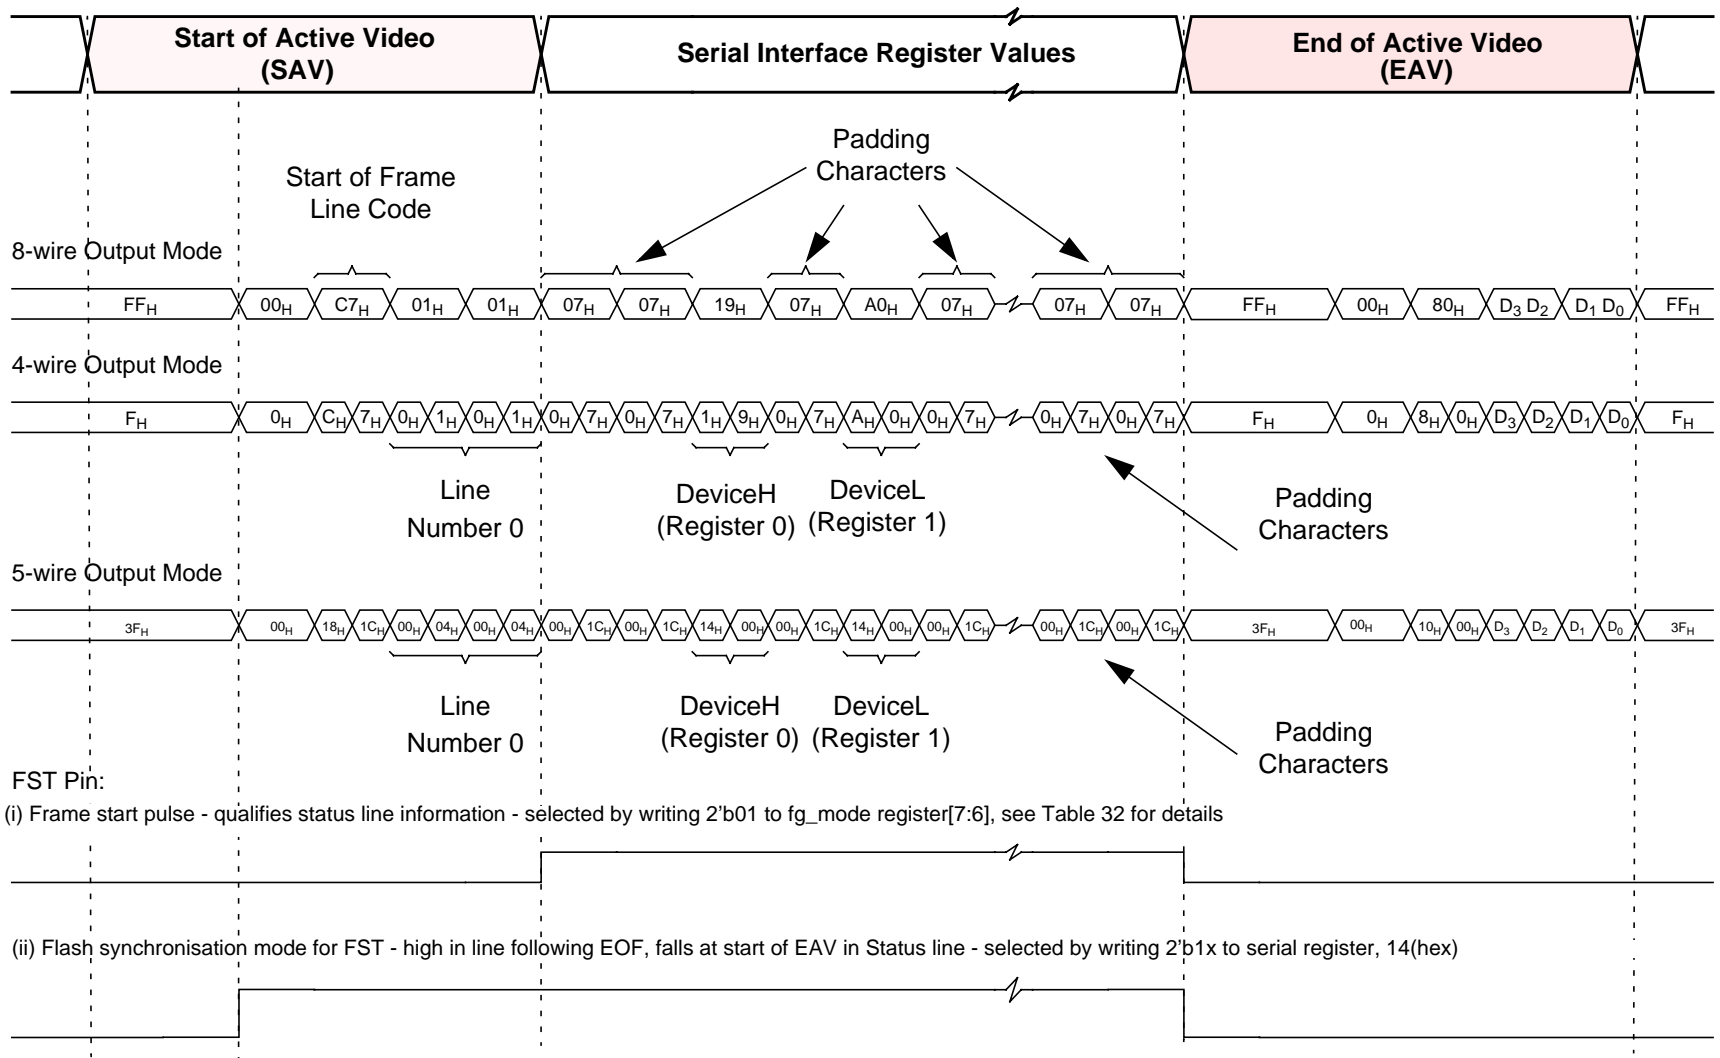 Start of Active Video
(SAV)
Serial Interface Register Values
End of Active Video
(EAV)
Padding
Characters
Start of Frame
Line Code
8-wire Output Mode
FFH 00H C7H 01H 01H 07H 07H 19H 07H A0H 07H 07H 07H FFH 00H 80H D3 D2 D1 D0 FFH
4-wire Output Mode
FH 0H CH 7H 0H 1H 0H 1H 0H 7H 0H 7H 1H 9H 0H 7H AH 0H 0H 7H 0H 7H 0H 7H FH 0H 8H 0H D3 D2 D1 D0 FH
Line
Number 0
DeviceH
(Register 0)
DeviceL
(Register 1)
Padding
Characters
5-wire Output Mode
3FH 00H 18H 1CH 00H 04H 00H 04H 00H 1CH 00H 1CH 14H 00H 00H 1CH 14H 00H 00H 1CH 00H 1CH 00H 1CH 3FH 00H 10H 00H D3 D2 D1 D0 3FH
Line
Number 0
DeviceH
(Register 0)
DeviceL
(Register 1)
Padding
Characters
FST Pin:
(i) Frame start pulse - qualifies status line information - selected by writing 2'b01 to fg_mode register[7:6], see Table 32 for details
(ii) Flash synchronisation mode for FST - high in line following EOF, falls at start of EAV in Status line - selected by writing 2'b1x to serial register, 14(hex)